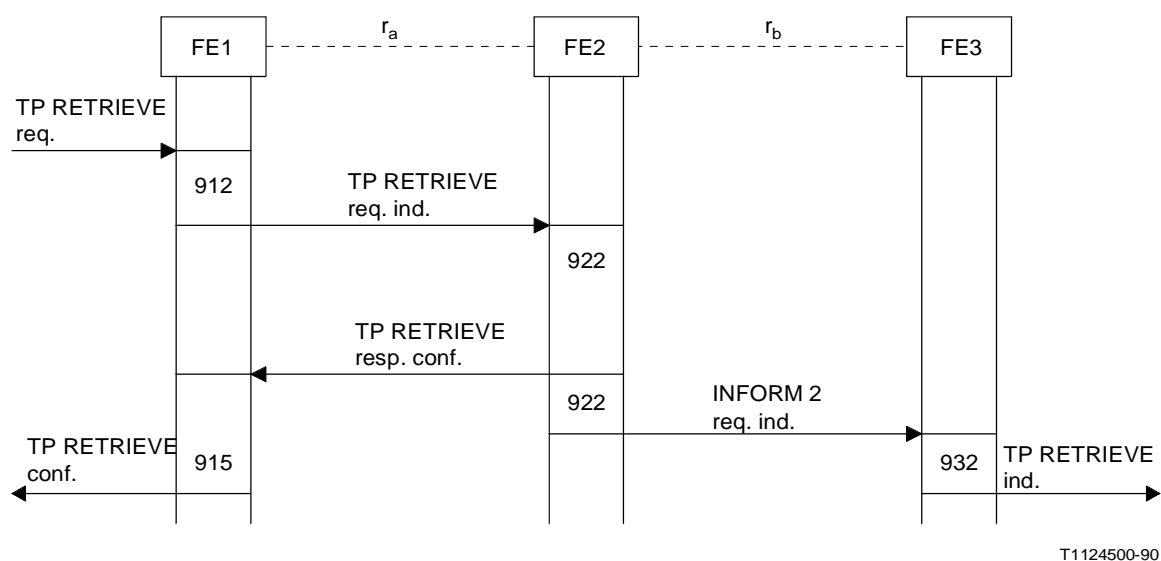 FE1
r_a
FE2
r_b
FE3
TP RETRIEVE
req.
912
TP RETRIEVE
req. ind.
922
TP RETRIEVE
resp. conf.
922
INFORM 2
req. ind.
TP RETRIEVE
conf.
915
932
TP RETRIEVE
ind.
T1124500-90